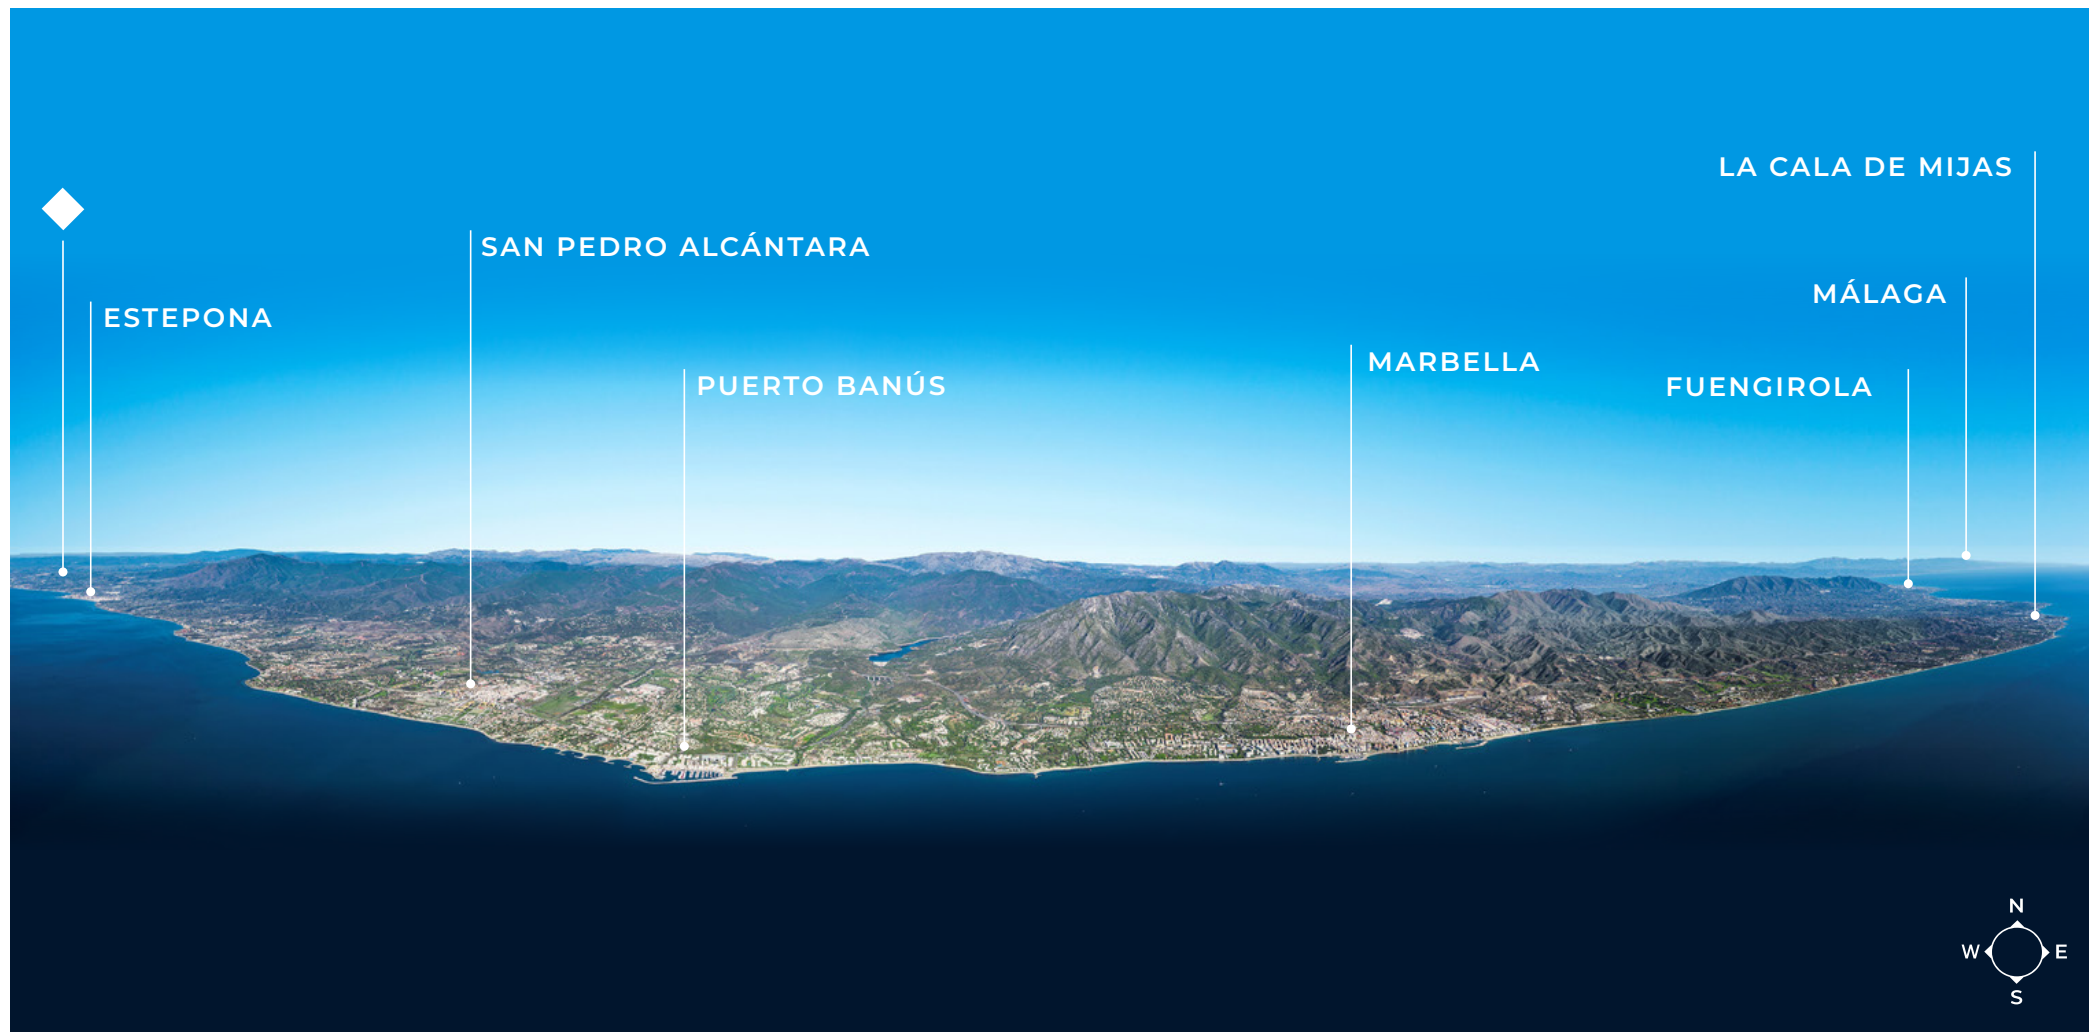 LA CALA DE MIJAS
SAN PEDRO ALCÁNTARA
MÁLAGA
ESTEPONA
MARBELLA
PUERTO BANÚS
FUENGIROLA
N
W E
S